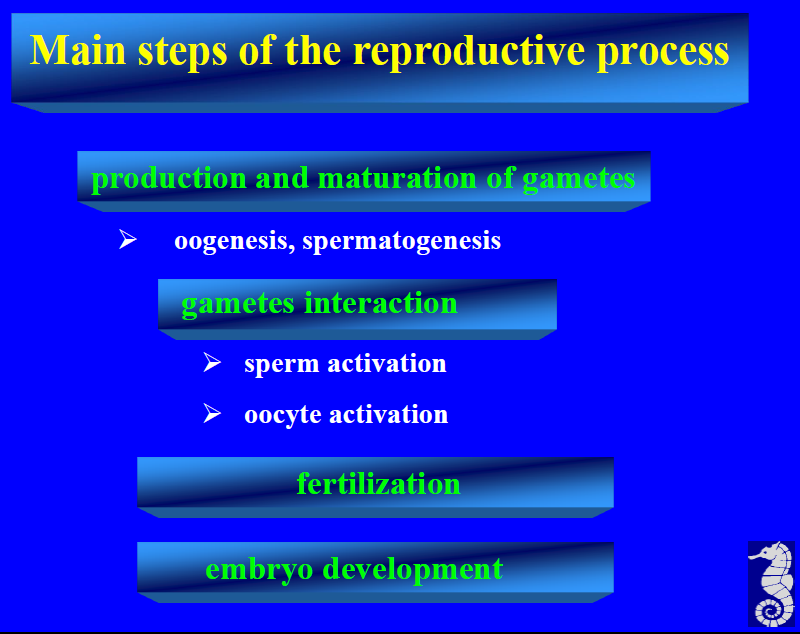 Main steps of the reproductive process
production and maturation of gametes
➢ oogenesis, spermatogenesis
gametes interaction
➢ sperm activation
➢ oocyte activation
fertilization
embryo development